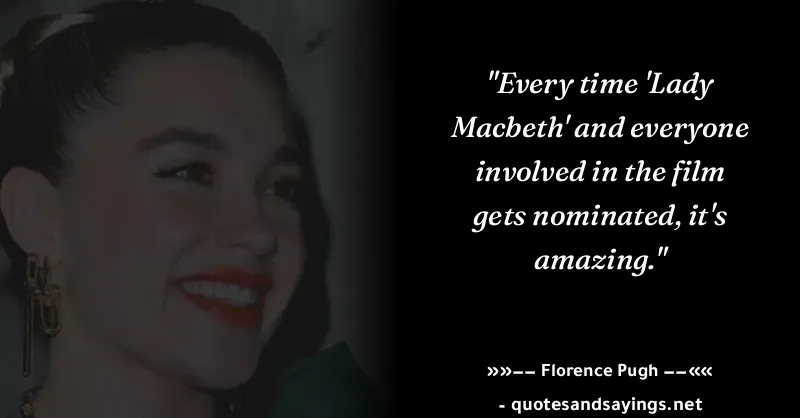 "Every time 'Lady
Macbeth' and everyone
involved in the film
gets nominated, it's
amazing."
»»–– Florence Pugh ––««
- quotesandsayings.net